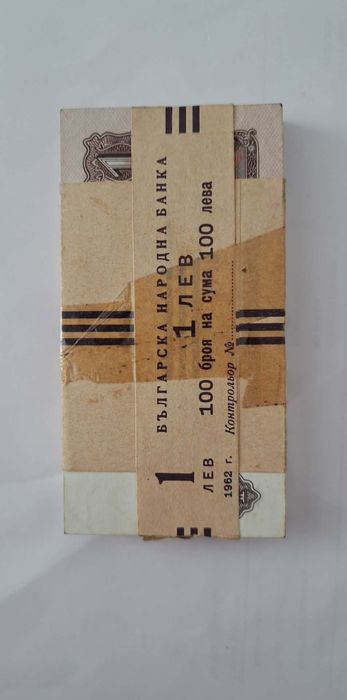 БЪЛГАРСКА НАРОДНА БАНКА
1 ЛЕВ
1 ЛЕВ
100 броя на сума 100 лева
1962 г. Контрольор №